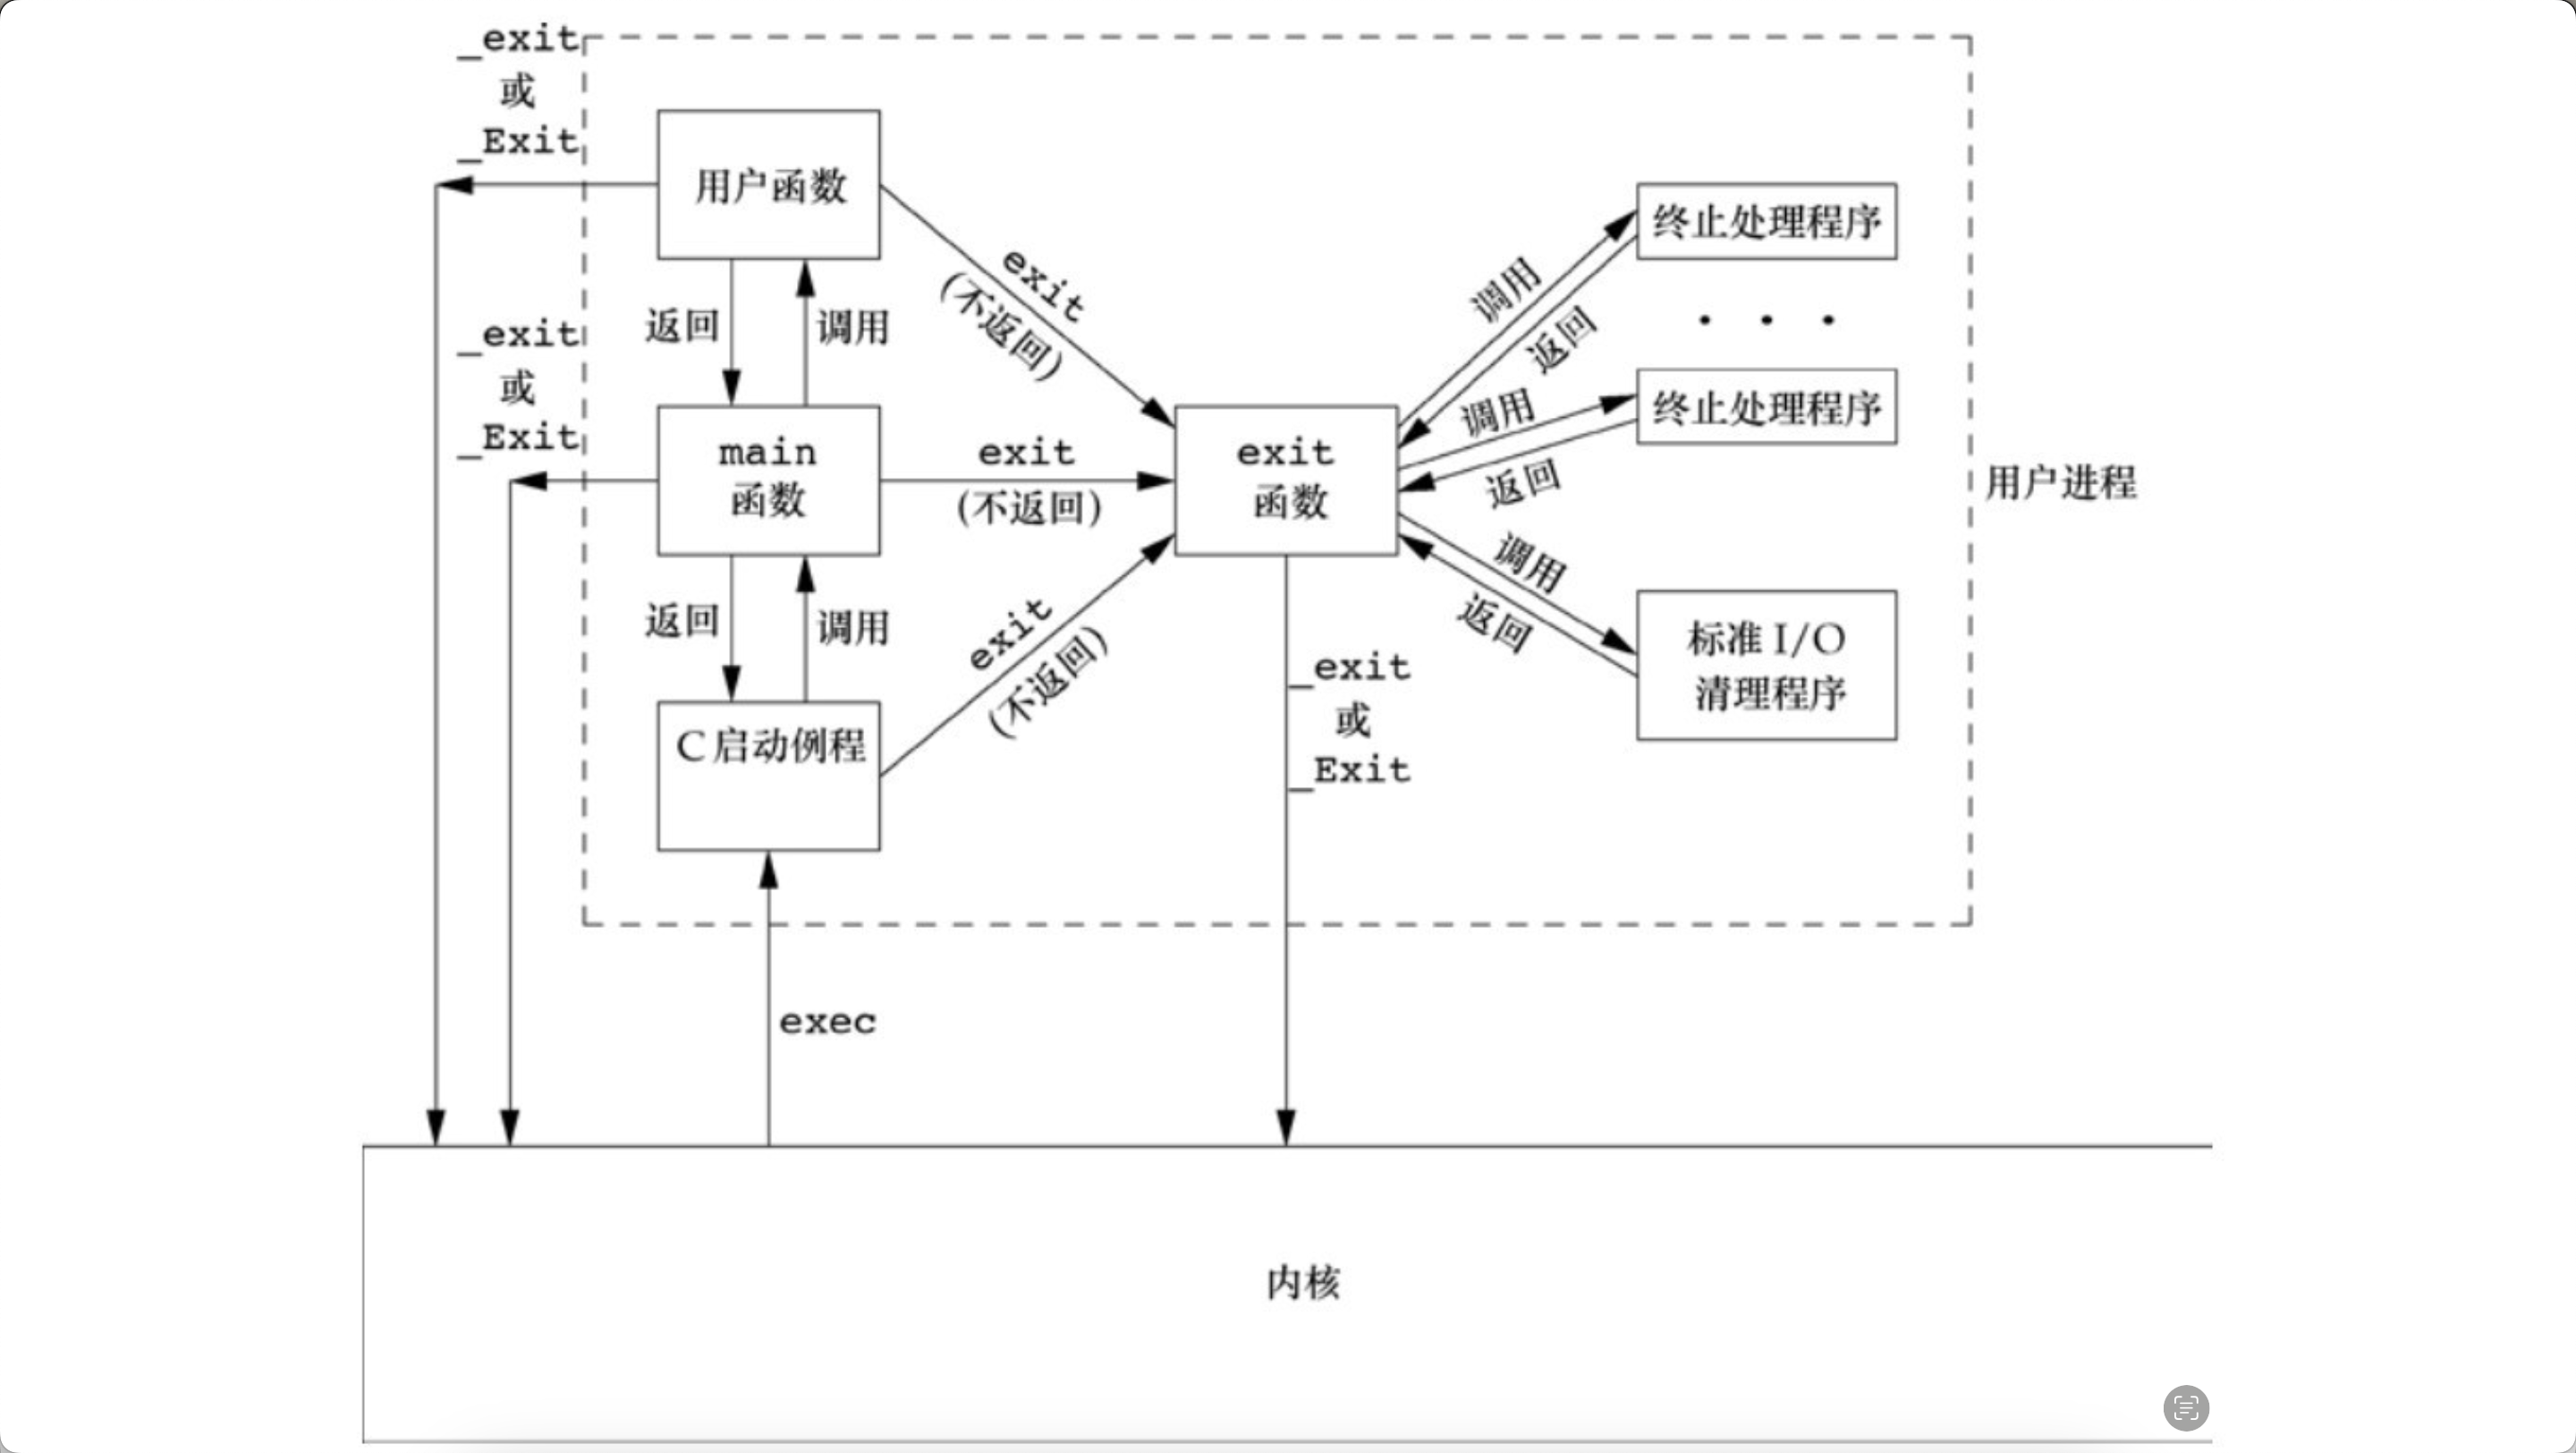 _exit
或
_Exit
用户函数
exit
(不返回)
终止处理程序
调用
返回
· · ·
返回
调用
_exit
或
_Exit
main
函数
exit
(不返回)
exit
函数
调用
返回
终止处理程序
用户进程
返回
调用
exit
(不返回)
调用
返回
标准 I/O
清理程序
C 启动例程
_exit
或
_Exit
exec
内核